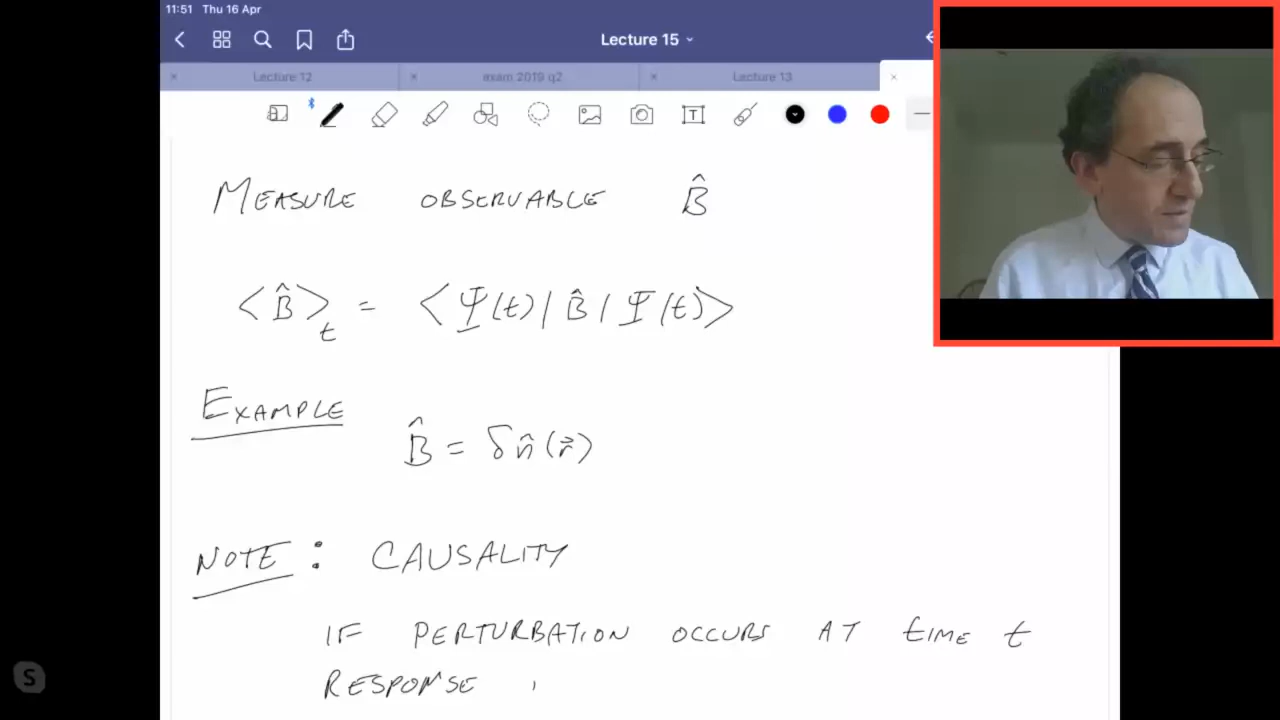 11:51 Thu 16 Apr
Lecture 15
Lecture 12
exam 2019 q2
Lecture 13
T
MEASURE OBSERVABLE B̂
⟨B̂⟩_t = ⟨Ψ(t)|B̂|Ψ(t)⟩
EXAMPLE
B̂ = δn̂(r⃗)
NOTE : CAUSALITY
IF PERTURBATION OCCURS AT TIME t
RESPONSE
S